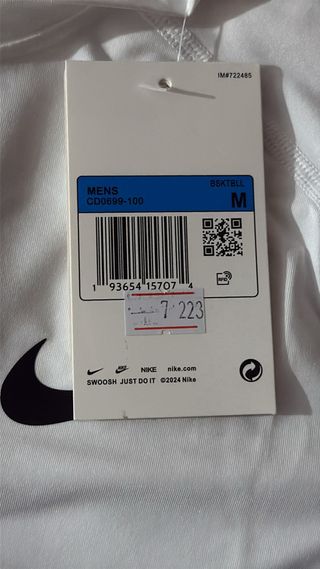 IM#722485
BSKTBLL
MENS
CD0699-100
M
1 93654 15707 4
RFID
7.223
NIKE nike.com
SWOOSH JUST DO IT ©2024 Nike